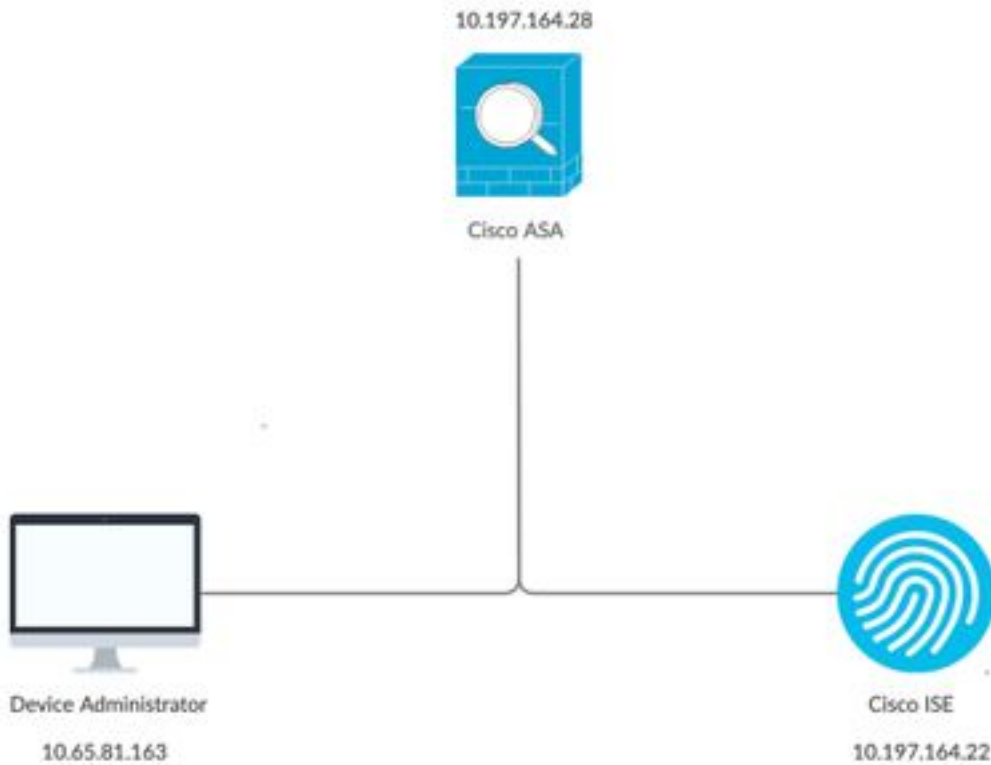 10.197.164.28
Cisco ASA
Device Administrator
10.65.81.163
Cisco ISE
10.197.164.22